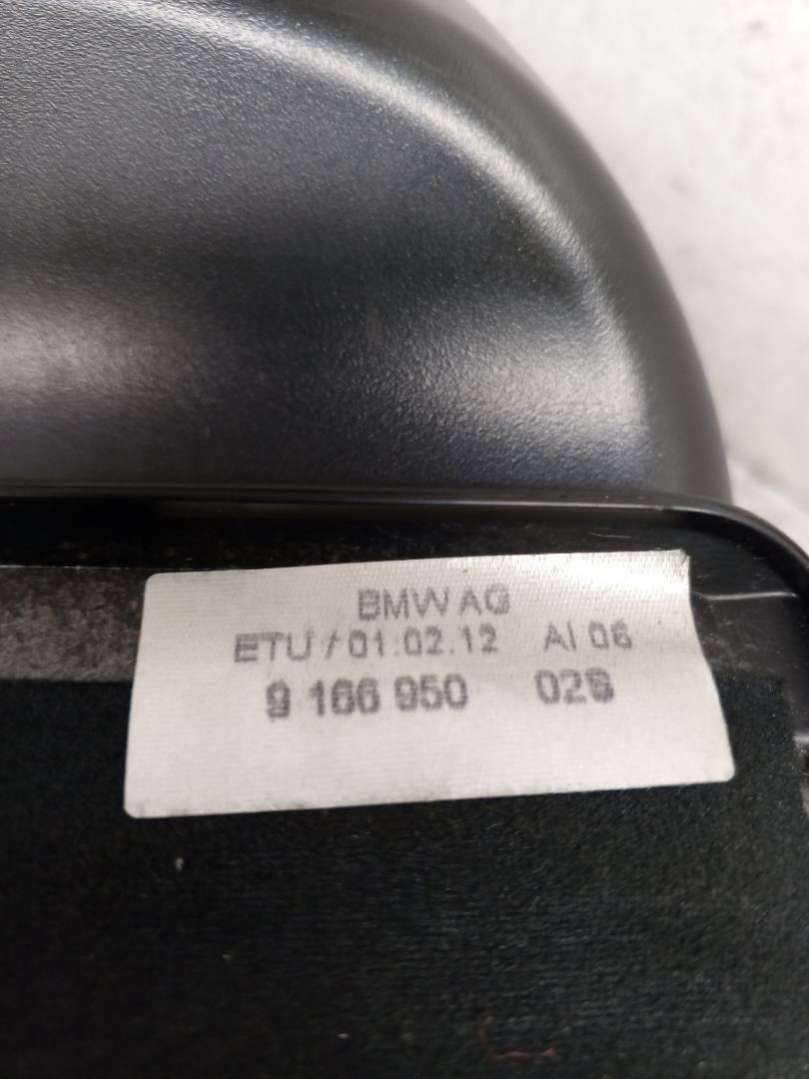 BMW AG
ETU / 01.02.12 AI 06
9 166 950 02S